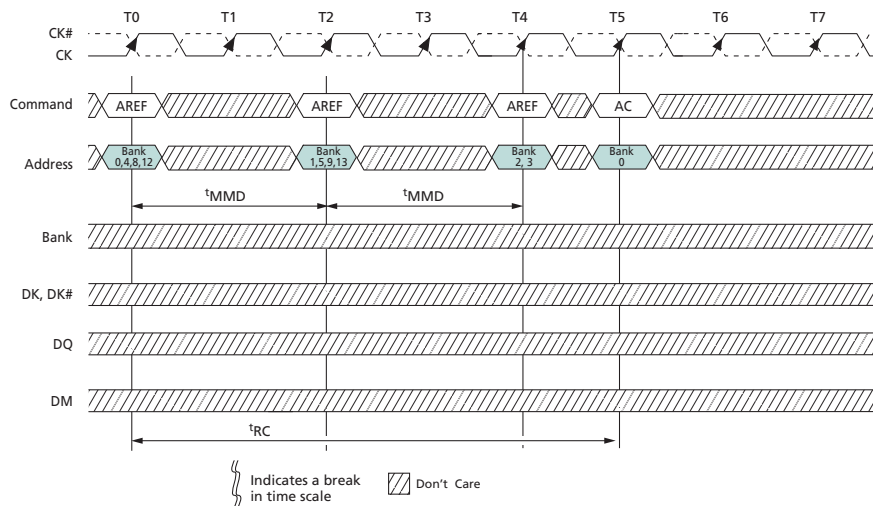 T0 T1 T2 T3 T4 T5 T6 T7
CK#
CK
Command AREF AREF AREF AC
Address Bank 0,4,8,12 Bank 1,5,9,13 Bank 2, 3 Bank 0
tMMD tMMD
Bank
DK, DK#
DQ
DM
tRC
Indicates a break
in time scale
Don't Care